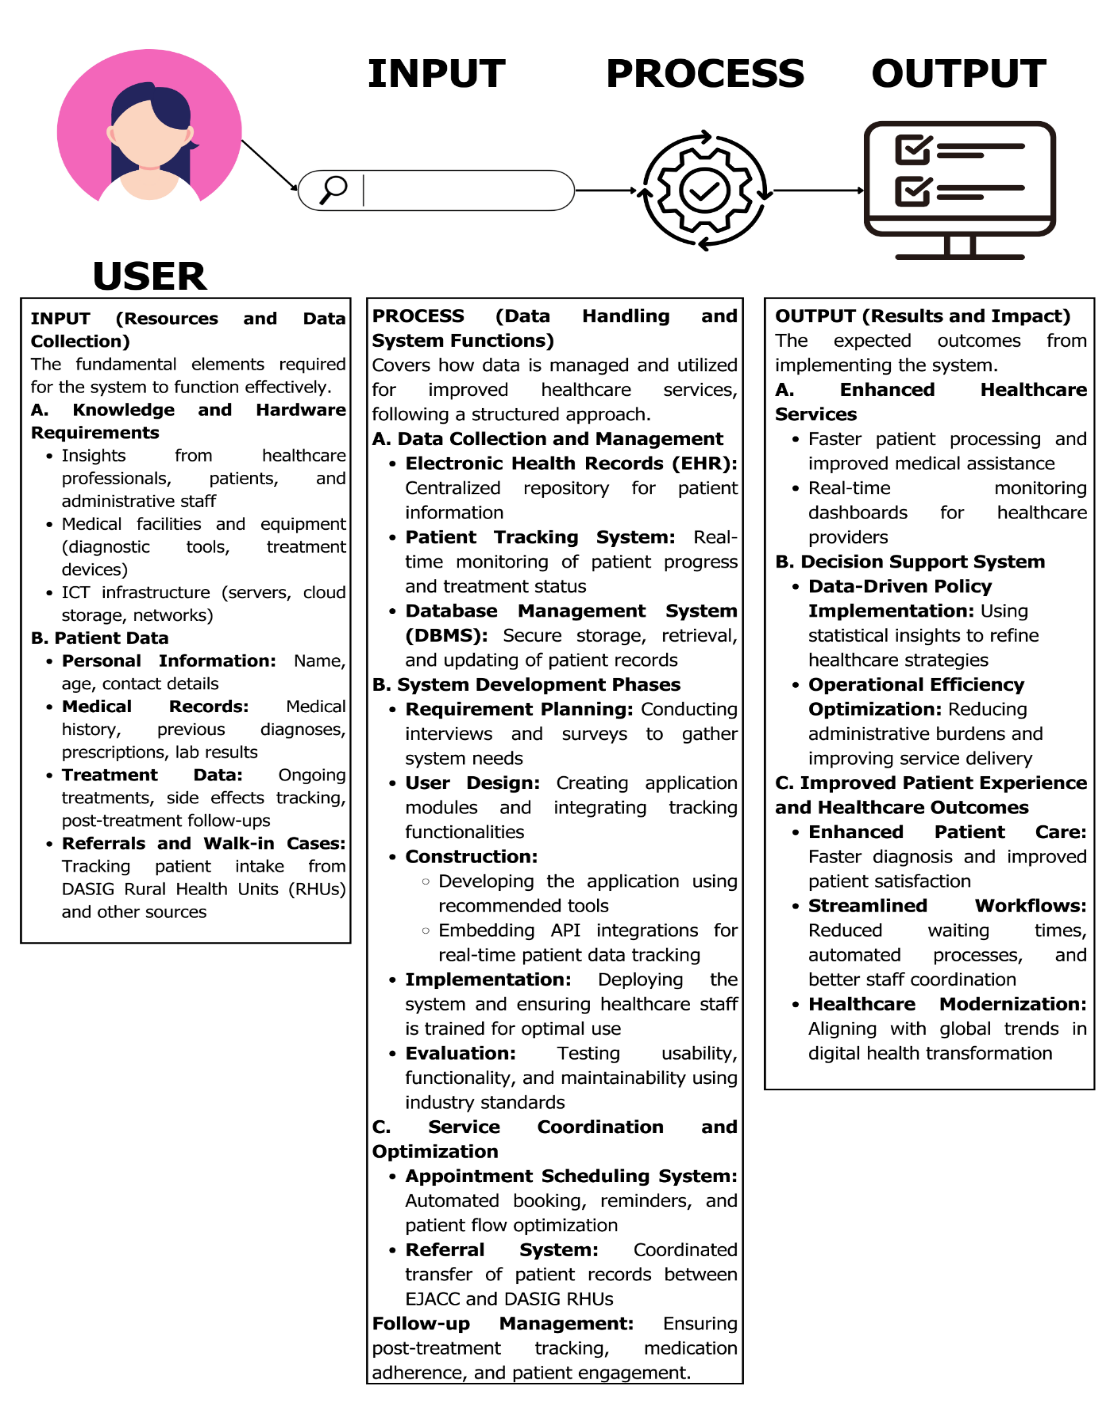 INPUT
PROCESS
OUTPUT
USER
INPUT (Resources and Data
Collection)
The fundamental elements required
for the system to function effectively.
A. Knowledge and Hardware
Requirements
• Insights from healthcare
professionals, patients, and
administrative staff
• Medical facilities and equipment
(diagnostic tools, treatment
devices)
• ICT infrastructure (servers, cloud
storage, networks)
B. Patient Data
• Personal Information: Name,
age, contact details
• Medical Records: Medical
history, previous diagnoses,
prescriptions, lab results
• Treatment Data: Ongoing
treatments, side effects tracking,
post-treatment follow-ups
• Referrals and Walk-in Cases:
Tracking patient intake from
DASIG Rural Health Units (RHUs)
and other sources
PROCESS (Data Handling and
System Functions)
Covers how data is managed and utilized
for improved healthcare services,
following a structured approach.
A. Data Collection and Management
• Electronic Health Records (EHR):
Centralized repository for patient
information
• Patient Tracking System: Real-
time monitoring of patient progress
and treatment status
• Database Management System
(DBMS): Secure storage, retrieval,
and updating of patient records
B. System Development Phases
• Requirement Planning: Conducting
interviews and surveys to gather
system needs
• User Design: Creating application
modules and integrating tracking
functionalities
• Construction:
○ Developing the application using
recommended tools
○ Embedding API integrations for
real-time patient data tracking
• Implementation: Deploying the
system and ensuring healthcare staff
is trained for optimal use
• Evaluation: Testing usability,
functionality, and maintainability using
industry standards
C. Service Coordination and
Optimization
• Appointment Scheduling System:
Automated booking, reminders, and
patient flow optimization
• Referral System: Coordinated
transfer of patient records between
EJACC and DASIG RHUs
Follow-up Management: Ensuring
post-treatment tracking, medication
adherence, and patient engagement.
OUTPUT (Results and Impact)
The expected outcomes from
implementing the system.
A. Enhanced Healthcare
Services
• Faster patient processing and
improved medical assistance
• Real-time monitoring
dashboards for healthcare
providers
B. Decision Support System
• Data-Driven Policy
Implementation: Using
statistical insights to refine
healthcare strategies
• Operational Efficiency
Optimization: Reducing
administrative burdens and
improving service delivery
C. Improved Patient Experience
and Healthcare Outcomes
• Enhanced Patient Care:
Faster diagnosis and improved
patient satisfaction
• Streamlined Workflows:
Reduced waiting times,
automated processes, and
better staff coordination
• Healthcare Modernization:
Aligning with global trends in
digital health transformation